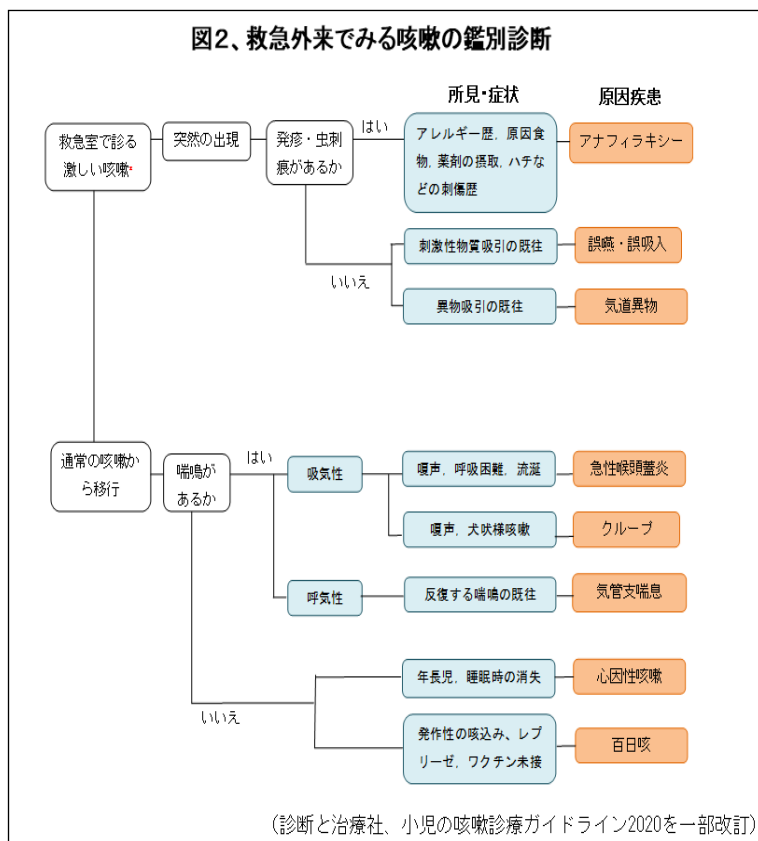 図2、救急外来でみる咳嗽の鑑別診断
所見・症状
原因疾患
救急室で診る
激しい咳嗽*
突然の出現
発疹・虫刺
痕があるか
はい
アレルギー歴, 原因食
物, 薬剤の摂取, ハチな
どの刺傷歴
アナフィラキシー
いいえ
刺激性物質吸引の既往
誤嚥・誤吸入
異物吸引の既往
気道異物
通常の咳嗽か
ら移行
喘鳴が
あるか
はい
吸気性
嗄声, 呼吸困難, 流涎
急性喉頭蓋炎
嗄声, 犬吠様咳嗽
クループ
呼気性
反復する喘鳴の既往
気管支喘息
いいえ
年長児, 睡眠時の消失
心因性咳嗽
発作性の咳込み、レプ
リーゼ, ワクチン未接
百日咳
(診断と治療社、小児の咳嗽診療ガイドライン2020を一部改訂)